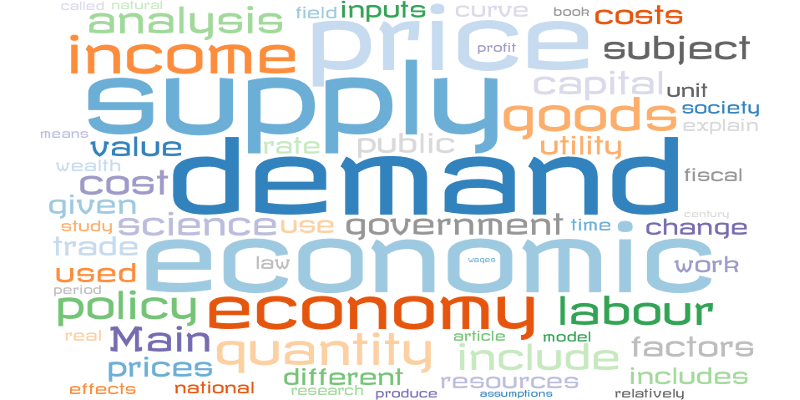 called natural
analysis
field inputs
curve
book costs
income
price
profit
subject
supply
capital unit
goods society
means
explain
value
rate public
utility
wealth
cost demand
fiscal
given
study science use government time
century
change
trade
economic
law
wages
work
used
period
policy economy labour
real Main
quantity
article model
factors
include
prices
different
includes
effects national
research produce
resources
assumptions
relatively